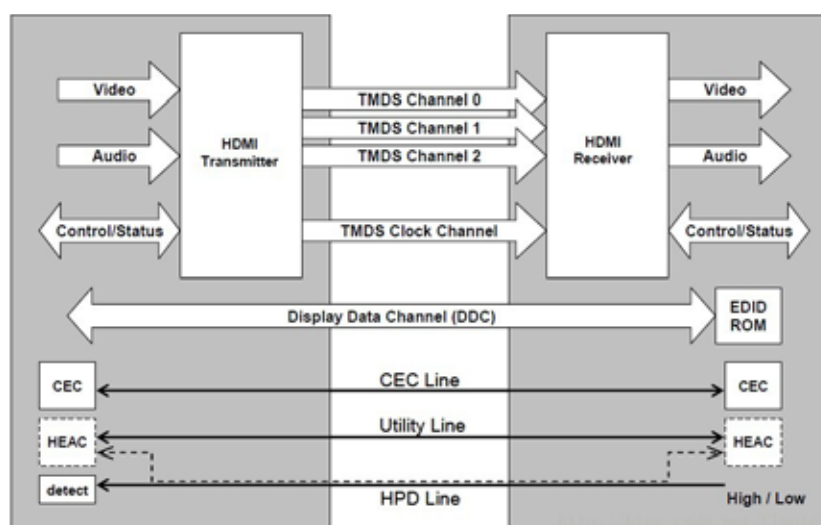 Video
HDMI
Transmitter
TMDS Channel 0
TMDS Channel 1
TMDS Channel 2
HDMI
Receiver
Video
Audio
Audio
Control/Status
TMDS Clock Channel
Control/Status
Display Data Channel (DDC)
EDID
ROM
CEC
CEC Line
CEC
HEAC
Utility Line
HEAC
detect
HPD Line
High / Low